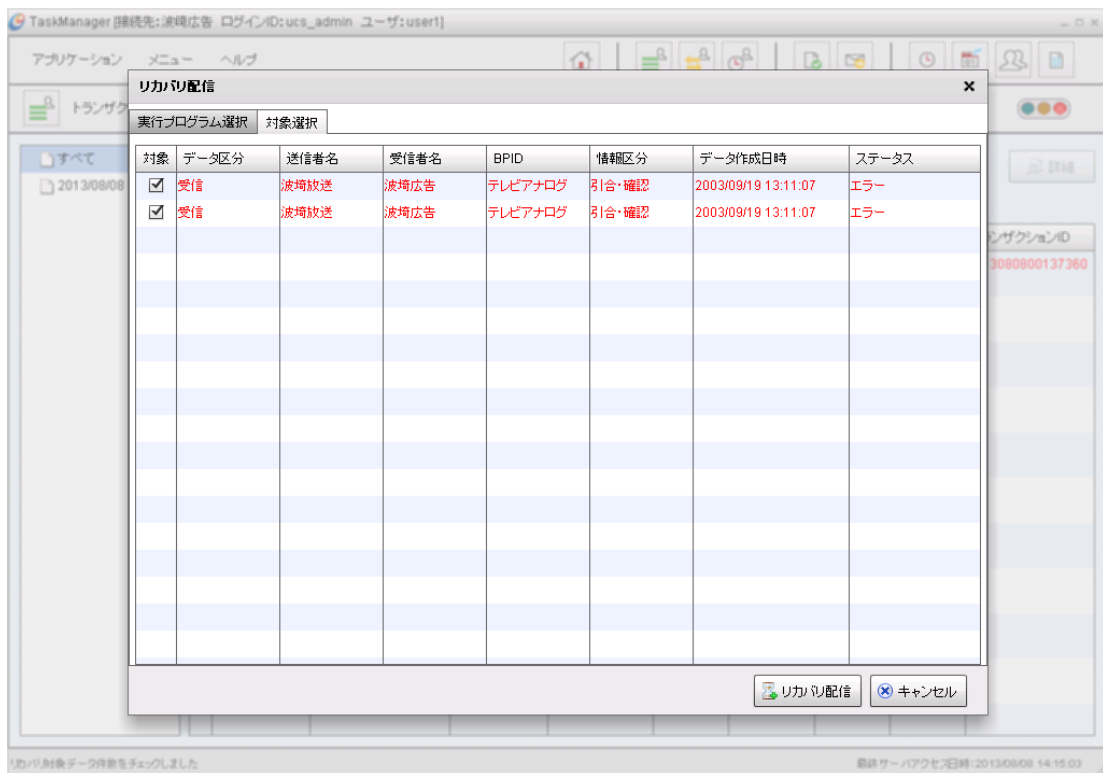 TaskManager [接続先:波崎広告 ログインID:ucs_admin ユーザ:user1]
アプリケーション メニュー ヘルプ
トランザク
リカバリ配信
実行プログラム選択 対象選択
すべて
2013/08/08
詳細
対象 データ区分 送信者名 受信者名 BPID 情報区分 データ作成日時 ステータス
受信 波埼放送 波埼広告 テレビアナログ 引合・確認 2003/09/19 13:11:07 エラー
受信 波埼放送 波埼広告 テレビアナログ 引合・確認 2003/09/19 13:11:07 エラー
ンザクションID
3080800137360
リカバリ配信 キャンセル
リカバリ対象データ件数をチェックしました
最終サーバアクセス日時:2013/08/08 14:15:03